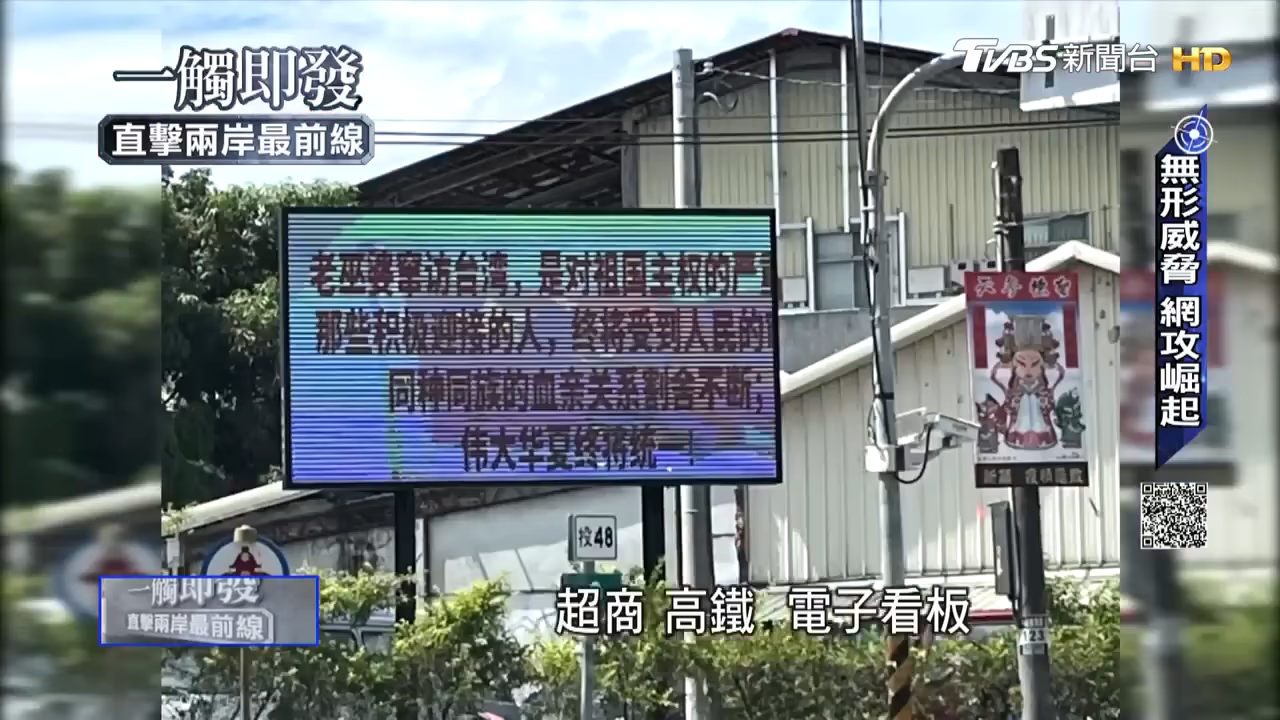 一觸即發
直擊兩岸最前線
TVBS新聞台 HD
無形威脅 網攻崛起
老巫婆竄访台湾，是对祖国主权的严重
那些积极迎接的人，终将受到人民的
同种同族的血亲关系割舍不断，
伟大华夏终将统一！
投48
一觸即發
直擊兩岸最前線
超商 高鐵 電子看板
123